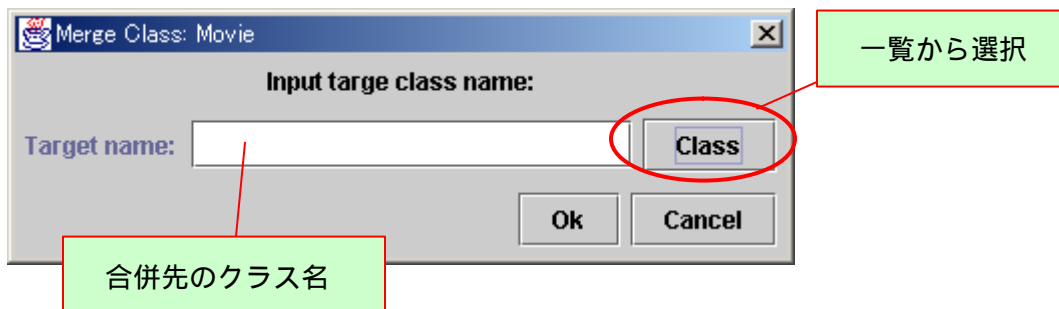 Merge Class: Movie
一覧から選択
Input targe class name:
Target name:
Class
Ok
Cancel
合併先のクラス名